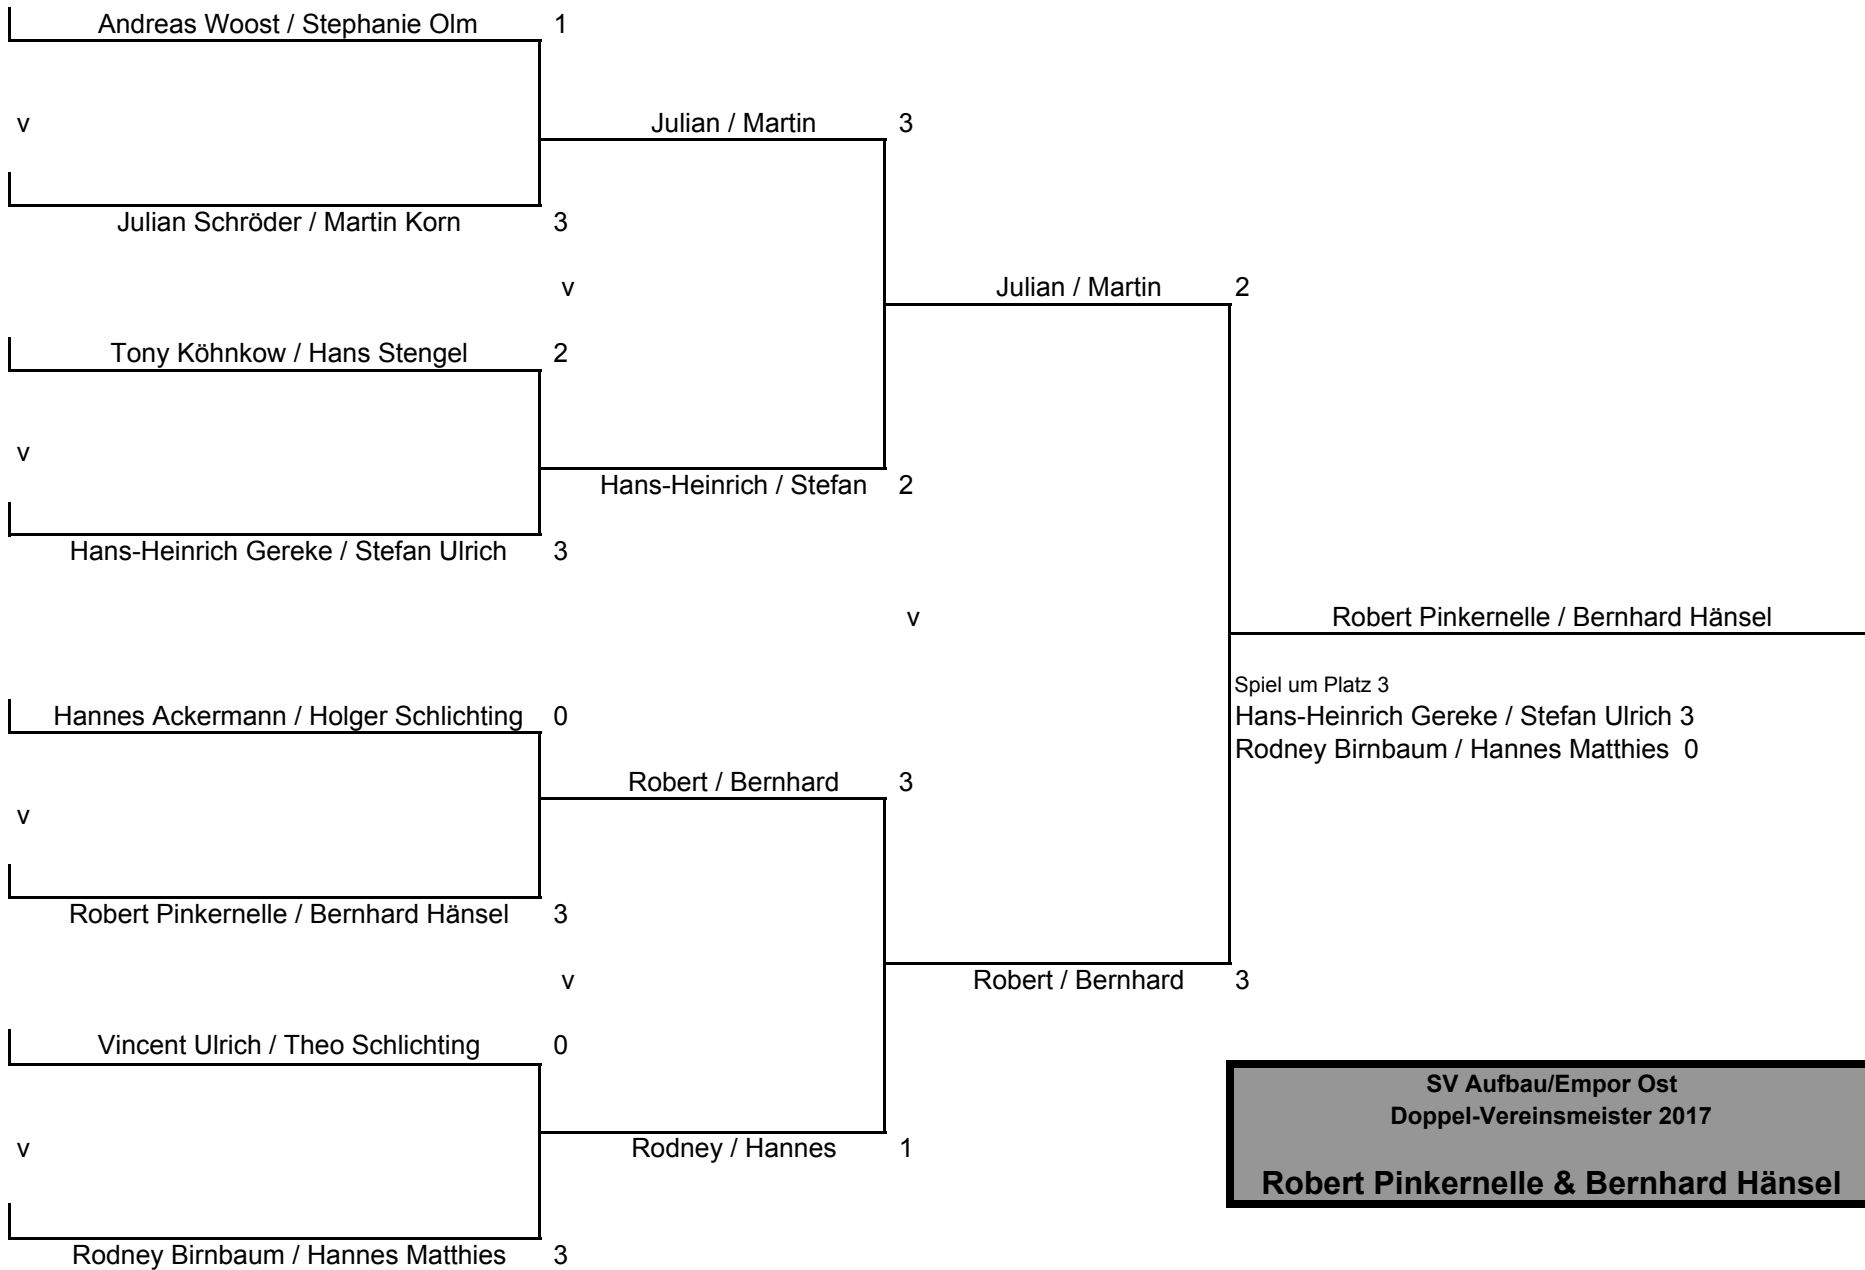 Andreas Woost / Stephanie Olm 1
v
Julian / Martin 3
Julian Schröder / Martin Korn 3
v
Julian / Martin 2
Tony Köhnkow / Hans Stengel 2
v
Hans-Heinrich / Stefan 2
Hans-Heinrich Gereke / Stefan Ulrich 3
v
Robert Pinkernelle / Bernhard Hänsel
Spiel um Platz 3
Hannes Ackermann / Holger Schlichting 0
Hans-Heinrich Gereke / Stefan Ulrich 3
Rodney Birnbaum / Hannes Matthies 0
Robert / Bernhard 3
v
Robert Pinkernelle / Bernhard Hänsel 3
v
Robert / Bernhard 3
Vincent Ulrich / Theo Schlichting 0
SV Aufbau/Empor Ost
Doppel-Vereinsmeister 2017
v
Rodney / Hannes 1
Robert Pinkernelle & Bernhard Hänsel
Rodney Birnbaum / Hannes Matthies 3